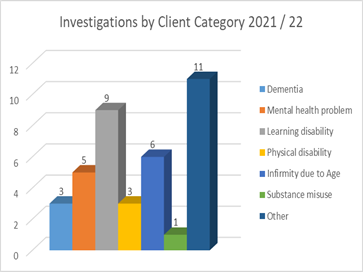 Investigations by Client Category 2021 / 22
12
10
8
6
4
2
0
3
5
9
3
6
1
11
Dementia
Mental health problem
Learning disability
Physical disability
Infirmity due to Age
Substance misuse
Other